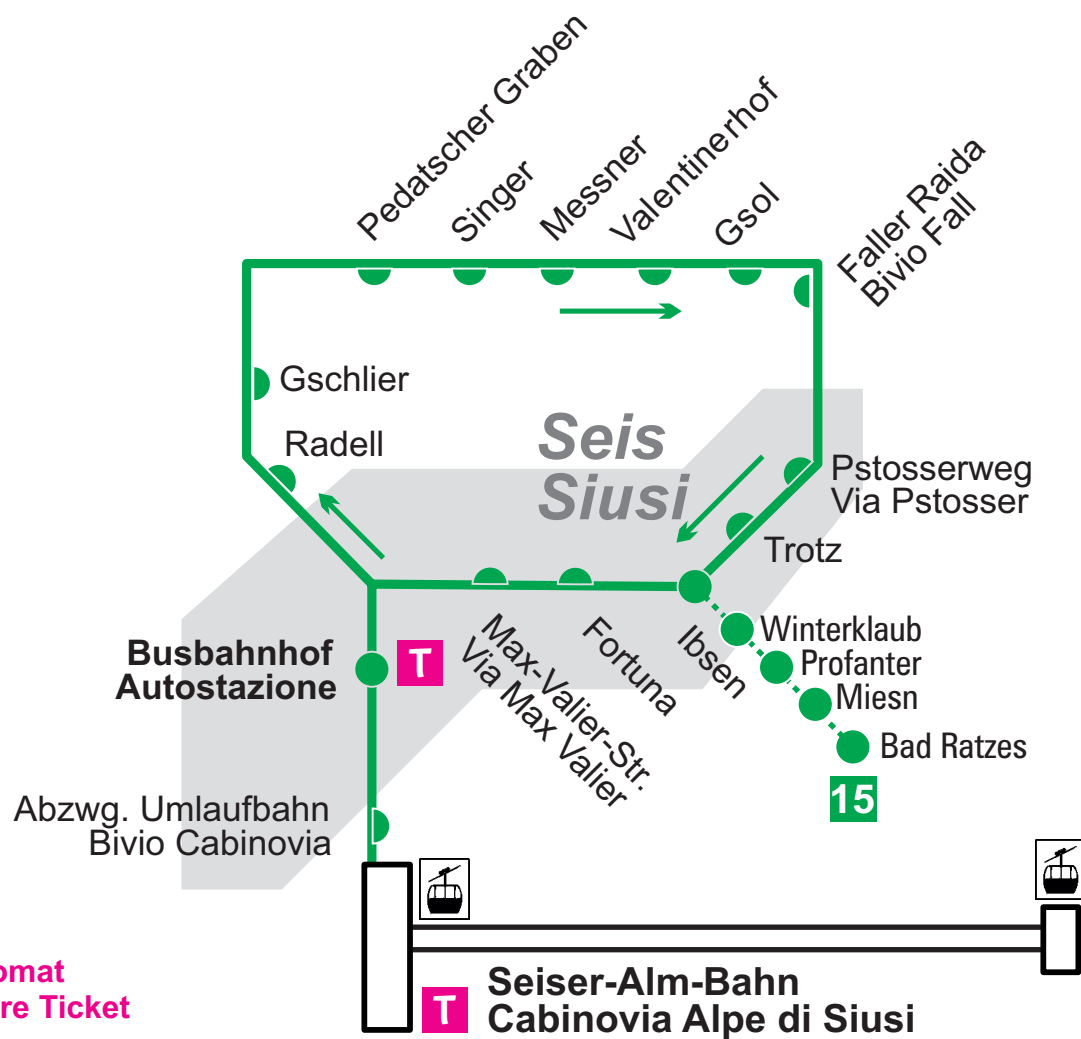 Pedatscher Graben
Singer
Messner
Valentinerhof
Gsol
Faller Raida
Bivio Fall
Gschlier
Radell
Seis
Siusi
Pstosserweg
Via Pstosser
Trotz
Busbahnhof
Autostazione
T
Max-Valier-Str.
Via Max Valier
Fortuna
Ibsen
Winterklaub
Profanter
Miesn
Bad Ratzes
15
Abzwg. Umlaufbahn
Bivio Cabinovia
omat
re Ticket
T
Seiser-Alm-Bahn
Cabinovia Alpe di Siusi